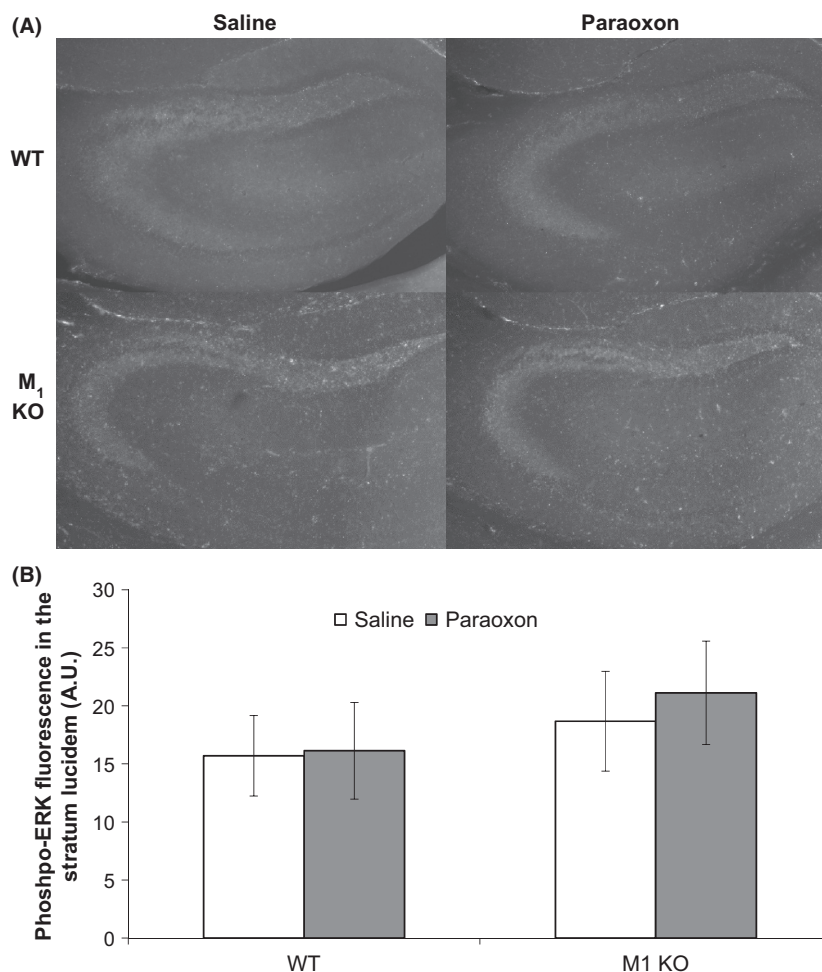 (A)
Saline
Paraoxon
WT
M1
KO
(B)
Phoshpo-ERK fluorescence in the
stratum lucidem (A.U.)
30
25
20
15
10
5
0
Saline
Paraoxon
WT
M1 KO